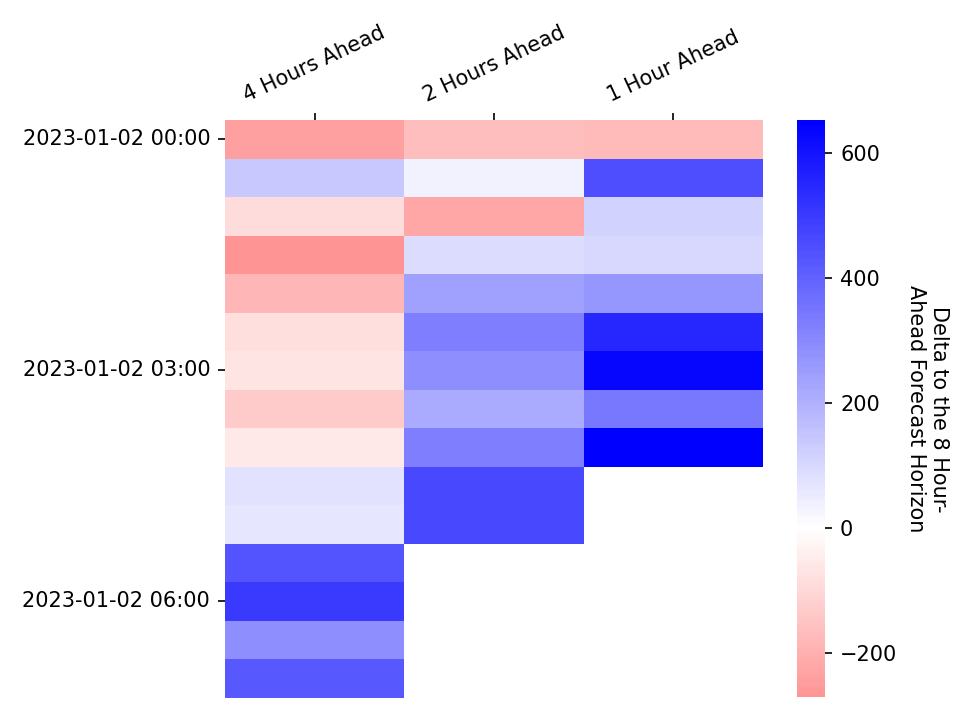 4 Hours Ahead
2 Hours Ahead
1 Hour Ahead
2023-01-02 00:00
2023-01-02 03:00
2023-01-02 06:00
600
400
200
0
−200
Delta to the 8 Hour-
Ahead Forecast Horizon